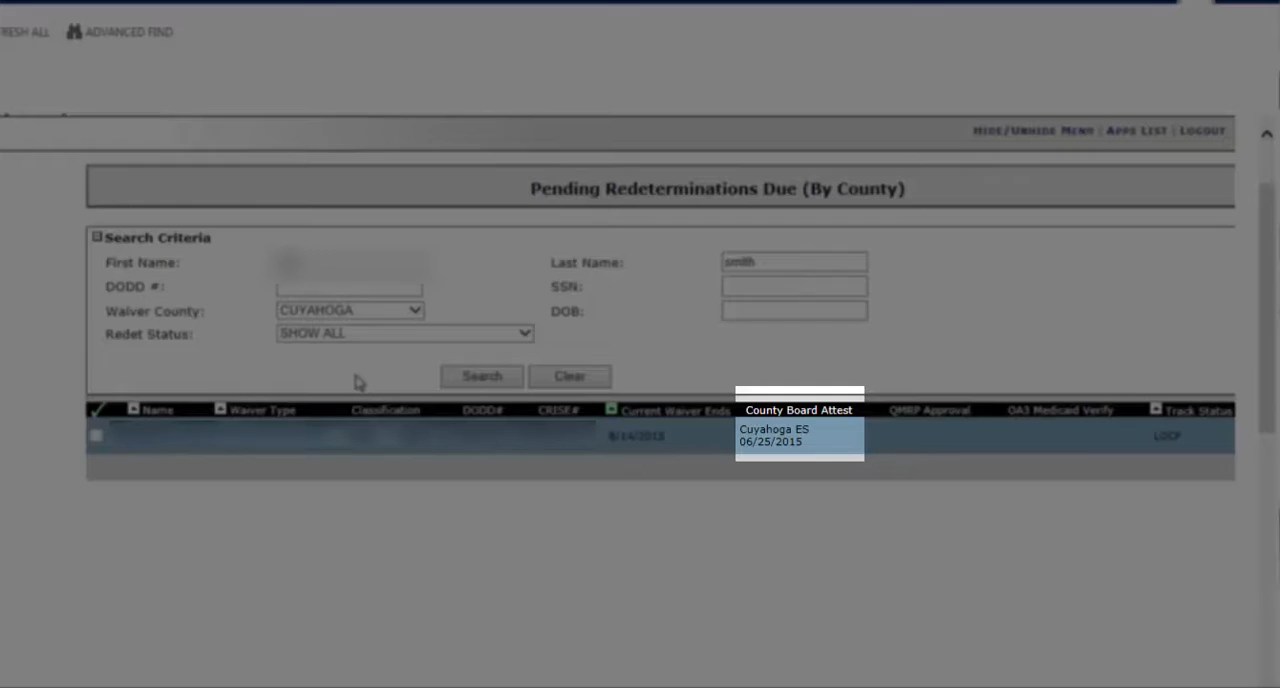 RESH ALL ADVANCED FIND
HIDE/UNHIDE MENU | APPS LIST | LOGOUT
Pending Redeterminations Due (By County)
Search Criteria
First Name: Last Name: smith
DODD #: SSN:
Waiver County: CUYAHOGA DOB:
Redet Status: SHOW ALL
Search Clear
Name Waiver Type Classification DODD# CRISE# Current Waiver Ends County Board Attest QMRP Approval OA3 Medicaid Verify Track Status
Cuyahoga ES
06/25/2015 LOCP